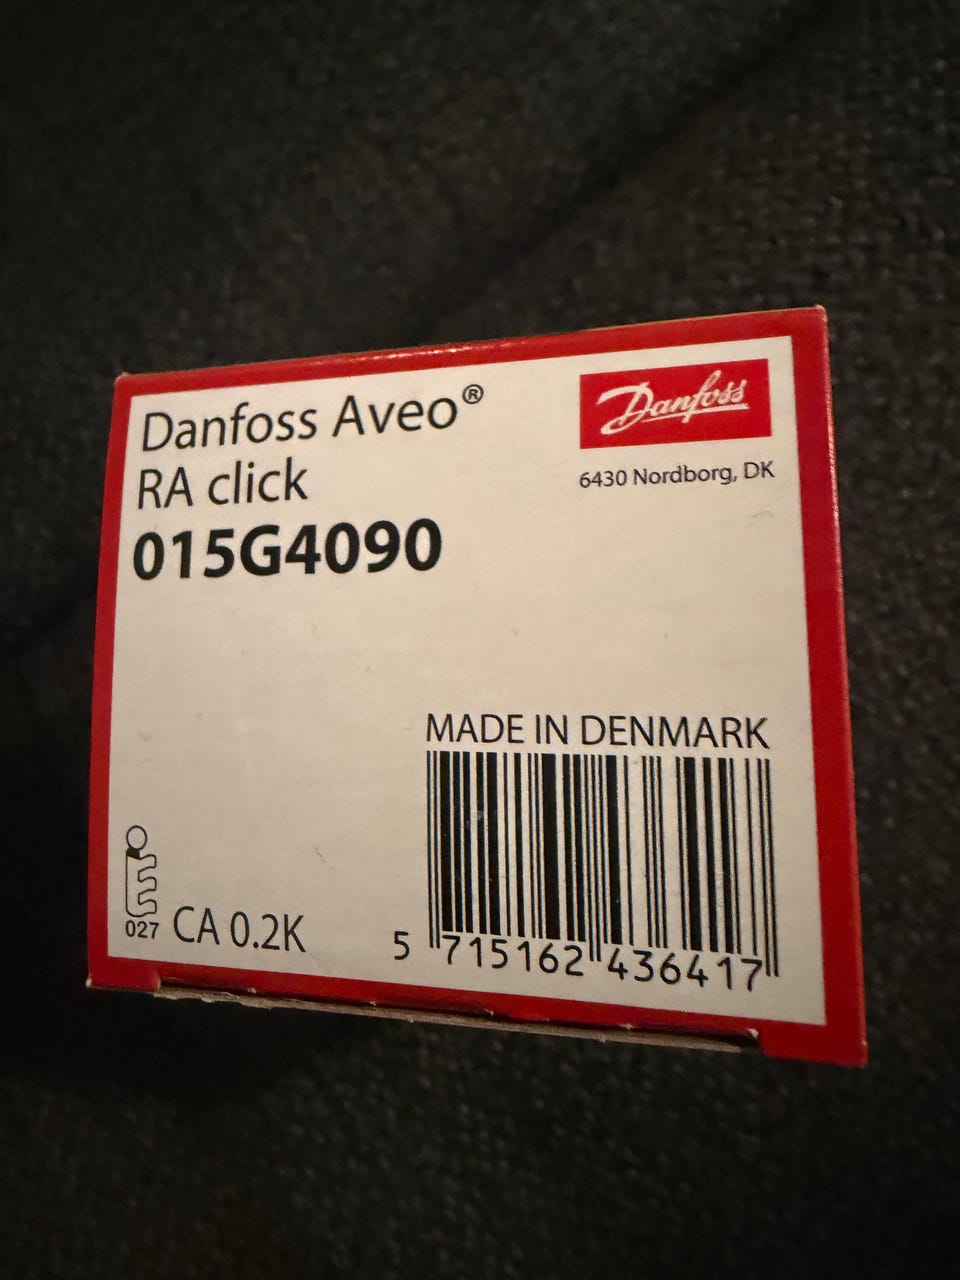 Danfoss Aveo®
RA click
015G4090
Danfoss
6430 Nordborg, DK
MADE IN DENMARK
5 715162 436417
027 CA 0.2K